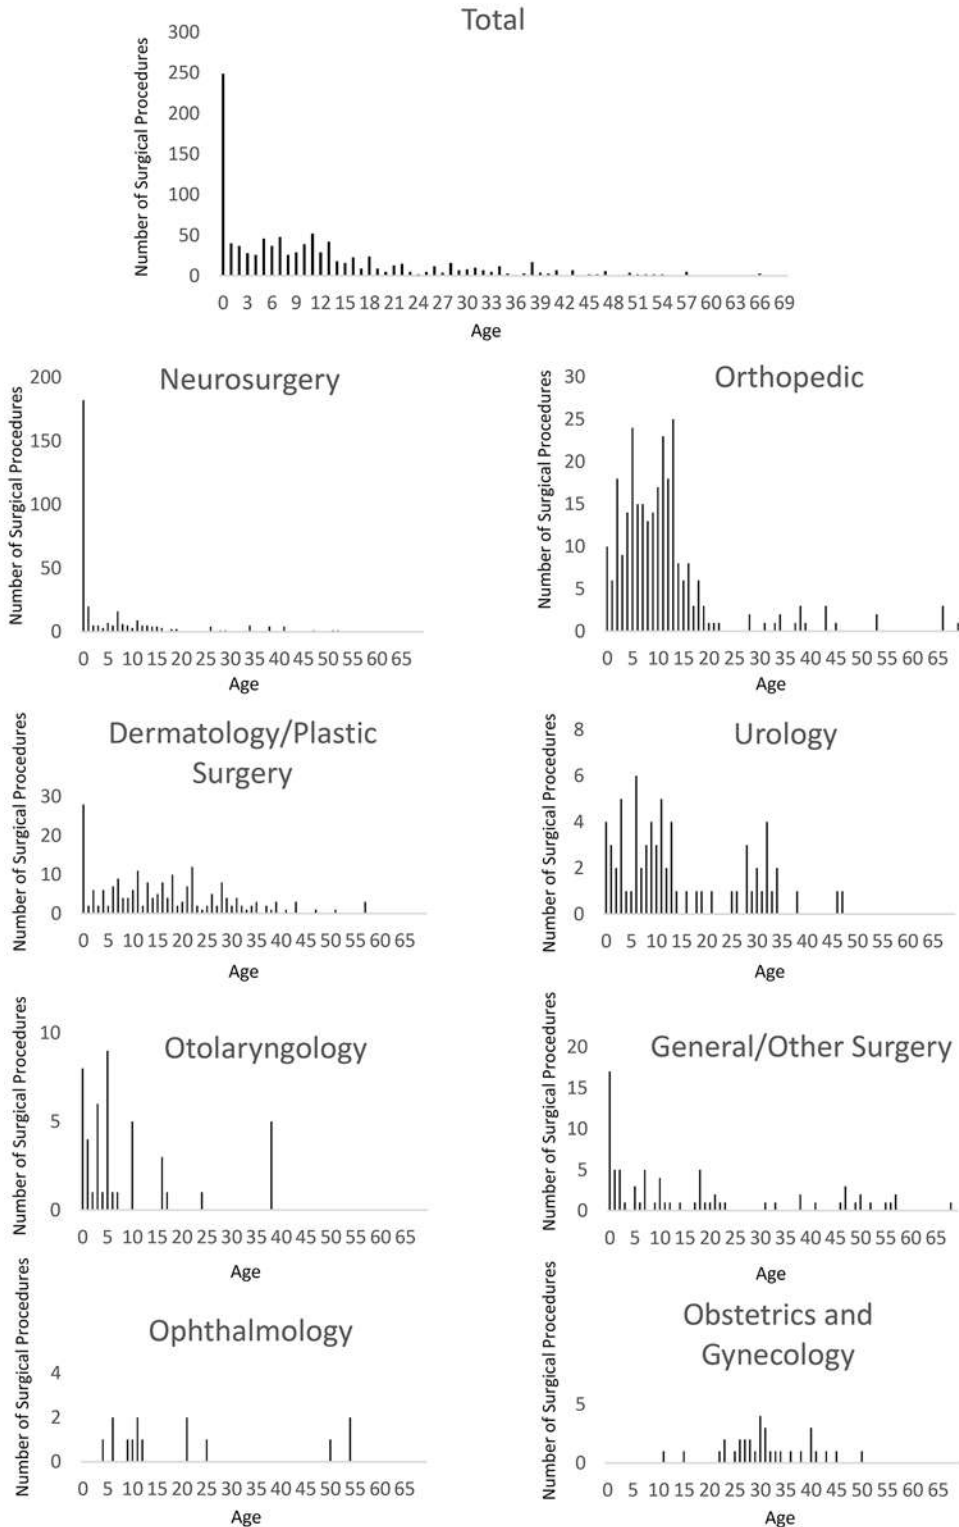 Total
Number of Surgical Procedures
300
250
200
150
100
50
0
0 3 6 9 12 15 18 21 24 27 30 33 36 39 42 45 48 51 54 57 60 63 66 69
Age
Neurosurgery
Number of Surgical Procedures
200
150
100
50
0
0 5 10 15 20 25 30 35 40 45 50 55 60 65
Age
Orthopedic
Number of Surgical Procedures
30
25
20
15
10
5
0
0 5 10 15 20 25 30 35 40 45 50 55 60 65
Age
Dermatology/Plastic
Surgery
Number of Surgical Procedures
30
20
10
0
0 5 10 15 20 25 30 35 40 45 50 55 60 65
Age
Urology
Number of Surgical Procedures
8
6
4
2
0
0 5 10 15 20 25 30 35 40 45 50 55 60 65
Age
Otolaryngology
Number of Surgical Procedures
10
5
0
0 5 10 15 20 25 30 35 40 45 50 55 60 65
Age
General/Other Surgery
Number of Surgical Procedures
20
15
10
5
0
0 5 10 15 20 25 30 35 40 45 50 55 60 65
Age
Ophthalmology
Number of Surgical Procedures
4
2
0
0 5 10 15 20 25 30 35 40 45 50 55 60 65
Age
Obstetrics and
Gynecology
Number of Surgical Procedures
5
0
0 5 10 15 20 25 30 35 40 45 50 55 60 65
Age